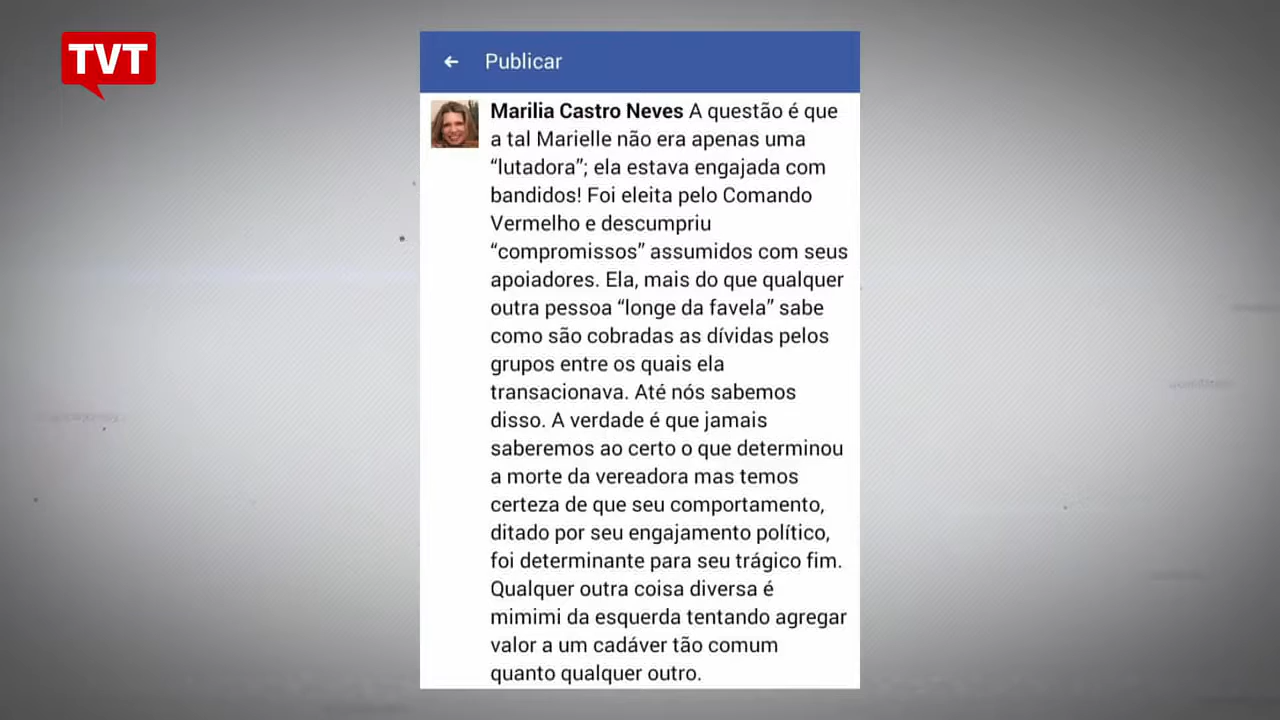 TVT
Publicar
Marilia Castro Neves A questão é que
a tal Marielle não era apenas uma
“lutadora”; ela estava engajada com
bandidos! Foi eleita pelo Comando
Vermelho e descumpriu
“compromissos” assumidos com seus
apoiadores. Ela, mais do que qualquer
outra pessoa “longe da favela” sabe
como são cobradas as dívidas pelos
grupos entre os quais ela
transacionava. Até nós sabemos
disso. A verdade é que jamais
saberemos ao certo o que determinou
a morte da vereadora mas temos
certeza de que seu comportamento,
ditado por seu engajamento político,
foi determinante para seu trágico fim.
Qualquer outra coisa diversa é
mimimi da esquerda tentando agregar
valor a um cadáver tão comum
quanto qualquer outro.